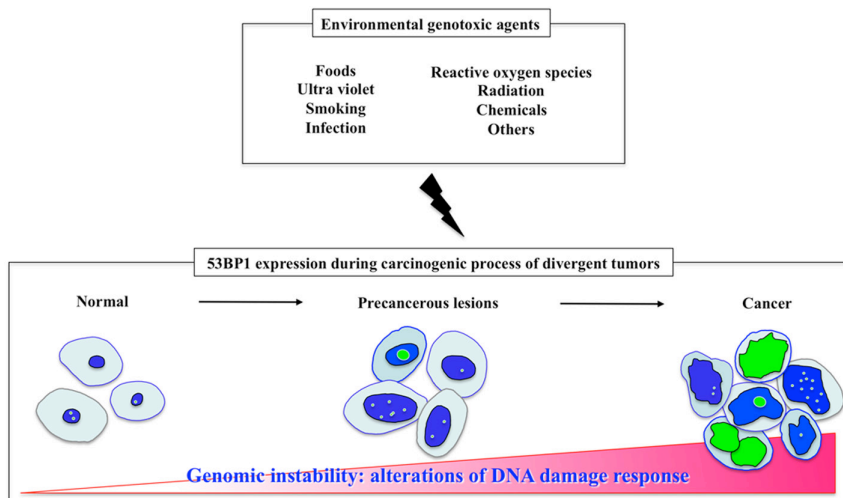 Environmental genotoxic agents
Foods
Ultra violet
Smoking
Infection
Reactive oxygen species
Radiation
Chemicals
Others
53BP1 expression during carcinogenic process of divergent tumors
Normal
Precancerous lesions
Cancer
Genomic instability: alterations of DNA damage response